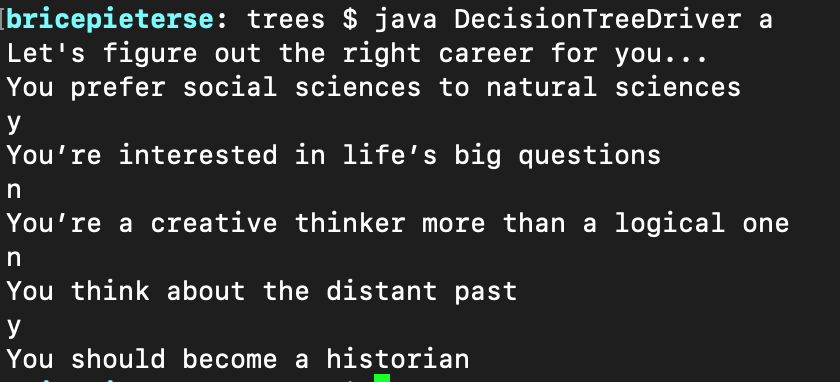 bricepieterse: trees $ java DecisionTreeDriver a
Let's figure out the right career for you...
You prefer social sciences to natural sciences
y
You’re interested in life’s big questions
n
You’re a creative thinker more than a logical one
n
You think about the distant past
y
You should become a historian